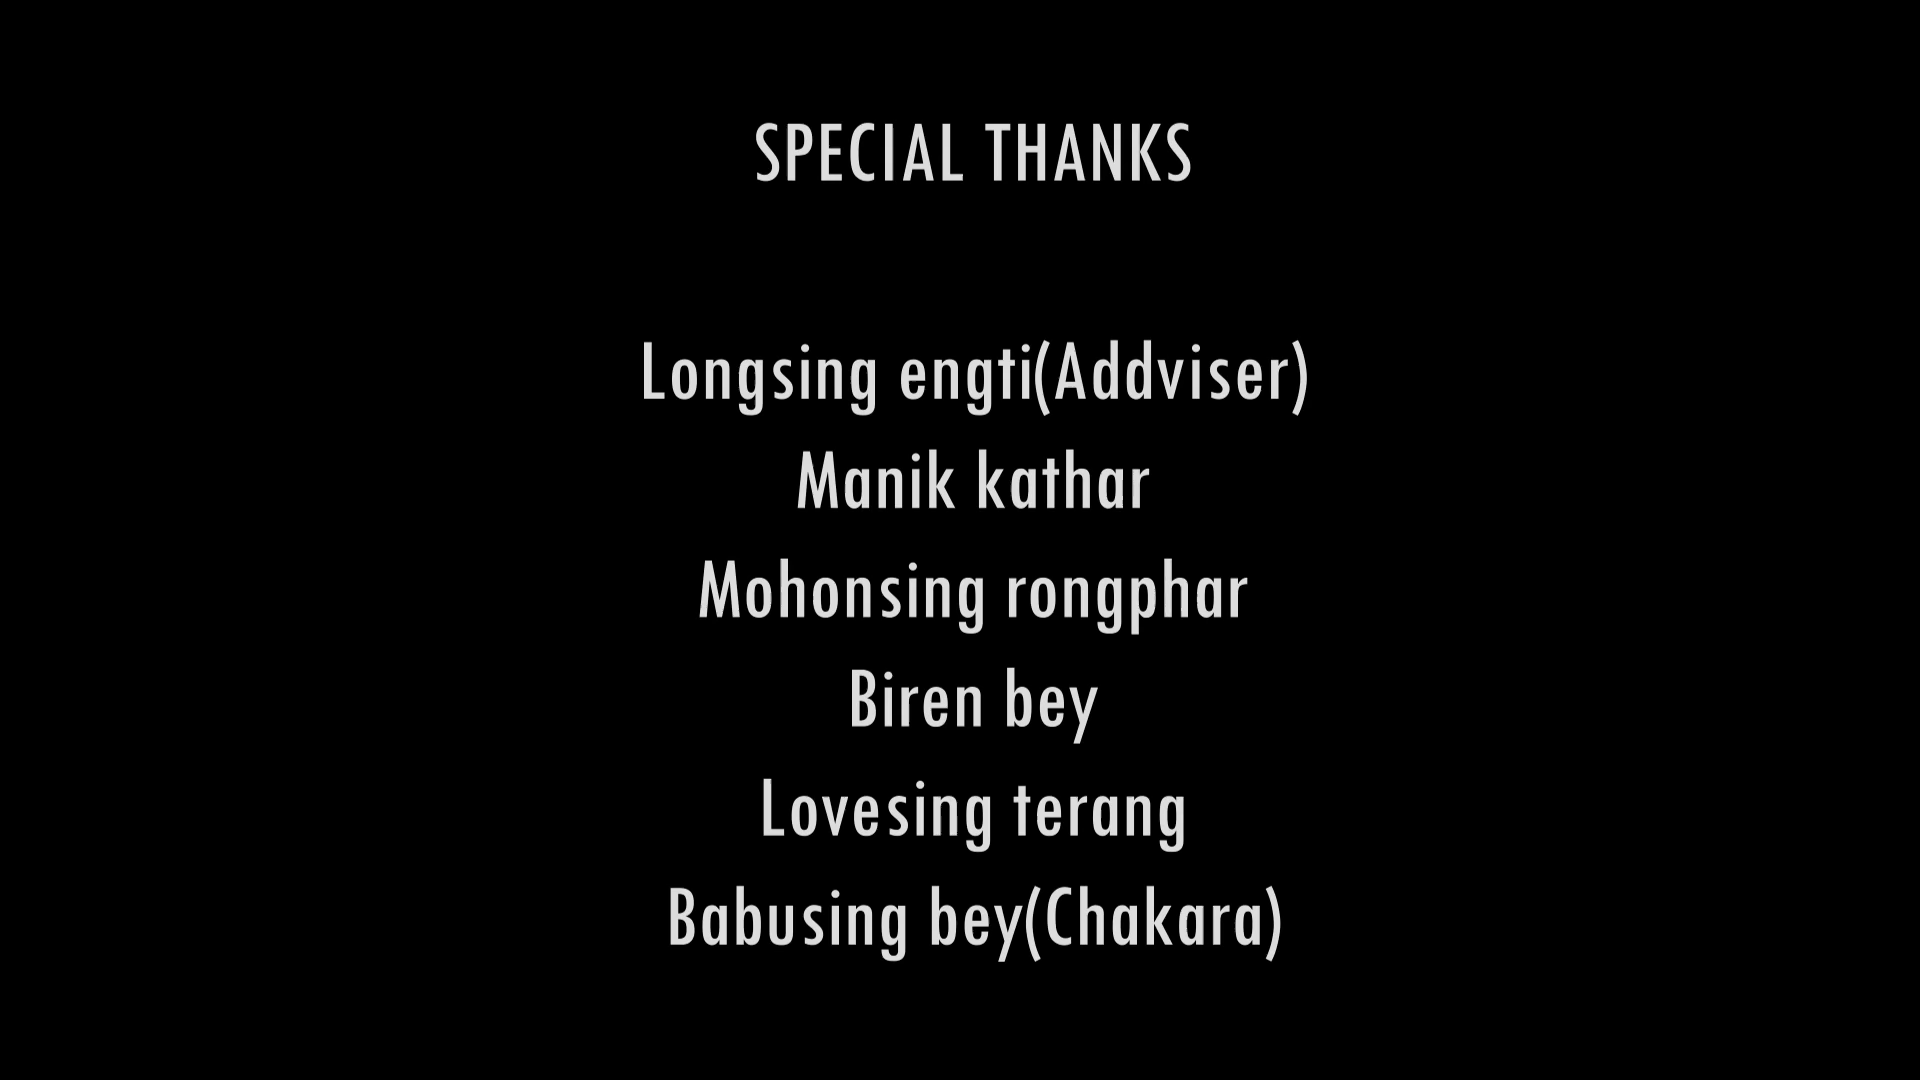 SPECIAL THANKS
Longsing engti(Addviser)
Manik kathar
Mohonsing rongphar
Biren bey
Lovesing terang
Babusing bey(Chakara)